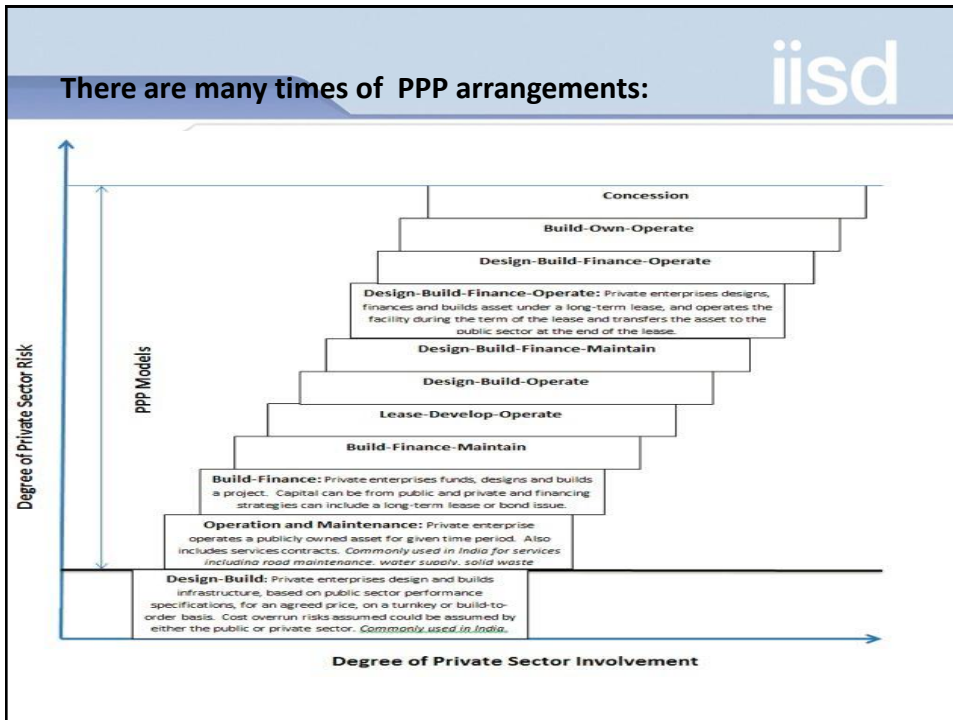 iisd
There are many times of PPP arrangements:
Degree of Private Sector Risk
PPP Models
Concession
Build-Own-Operate
Design-Build-Finance-Operate
Design-Build-Finance-Operate: Private enterprises designs,
finances and builds asset under a long-term lease, and operates the
facility during the term of the lease and transfers the asset to the
public sector at the end of the lease.
Design-Build-Finance-Maintain
Design-Build-Operate
Lease-Develop-Operate
Build-Finance-Maintain
Build-Finance: Private enterprises funds, designs and builds
a project. Capital can be from public and private and financing
strategies can include a long-term lease or bond issue.
Operation and Maintenance: Private enterprise
operates a publicly owned asset for given time period. Also
includes services contracts. Commonly used in India for services
including road maintenance, water supply, solid waste
Design-Build: Private enterprises design and builds
infrastructure, based on public sector performance
specifications, for an agreed price, on a turnkey or build-to-
order basis. Cost overrun risks assumed could be assumed by
either the public or private sector. Commonly used in India.
Degree of Private Sector Involvement